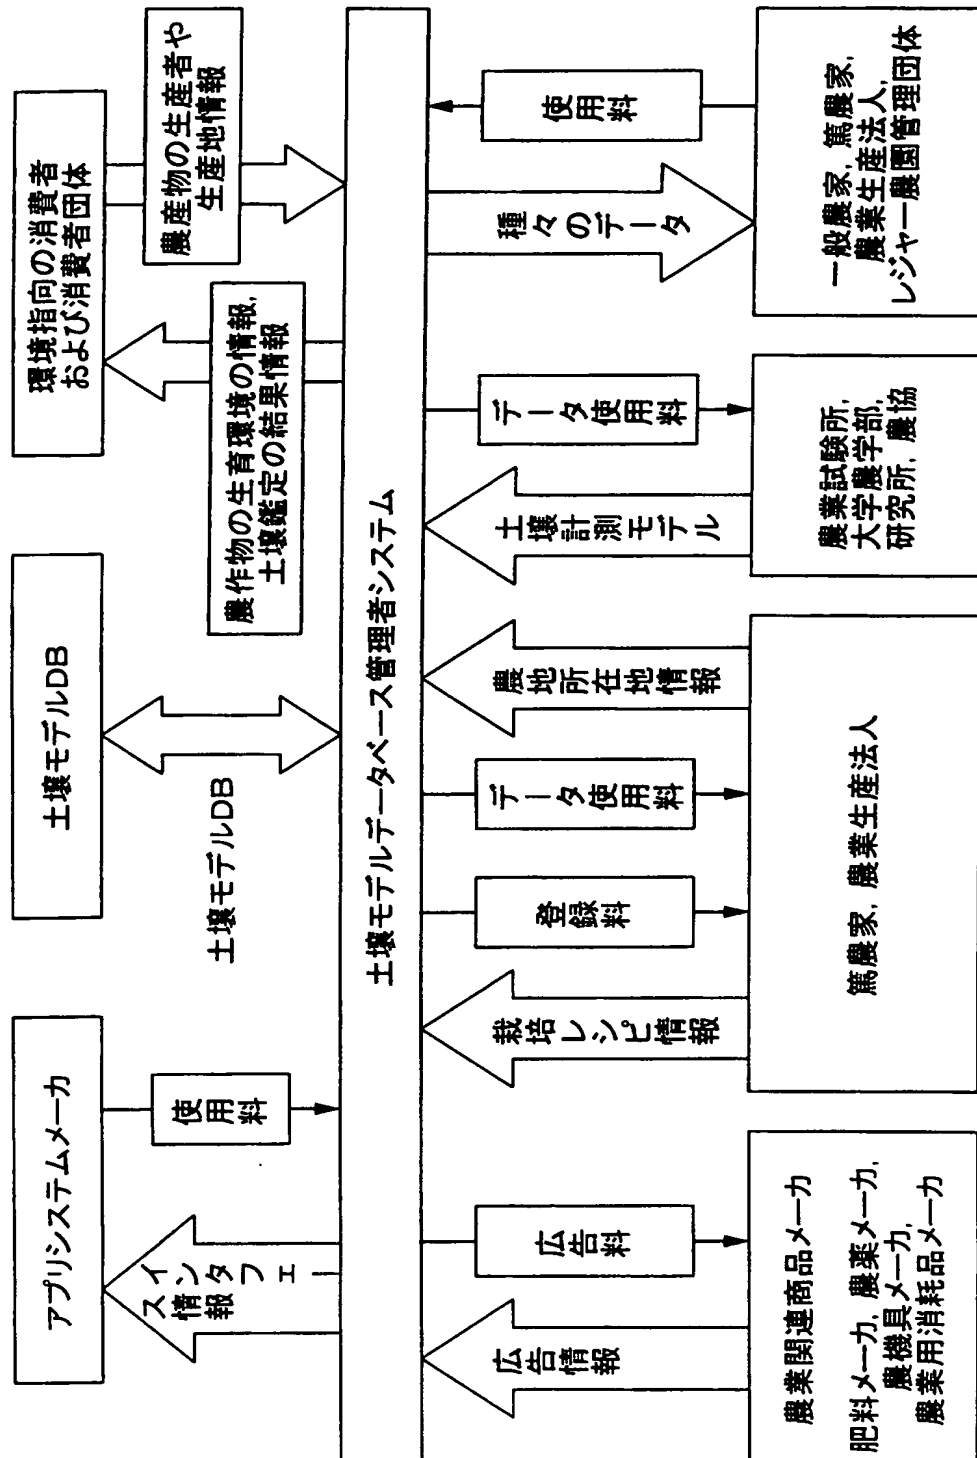 アプリシステムメーカ
インタフェー
ス情報
使用料
土壌モデルDB
土壌モデルDB
環境指向の消費者
および消費者団体
農作物の生育環境の情報,
土壌鑑定の結果情報
農産物の生産者や
生産地情報
土壌モデルデータベース管理者システム
広告情報
広告料
栽培レシピ情報
登録料
データ使用料
農地所在地情報
土壌計測モデル
データ使用料
種々のデータ
使用料
農業関連商品メーカ
肥料メーカ, 農薬メーカ,
農機具メーカ,
農業用消耗品メーカ
篤農家, 農業生産法人
農業試験所,
大学農学部,
研究所, 農協
一般農家, 篤農家,
農業生産法人,
レジャー農園管理団体